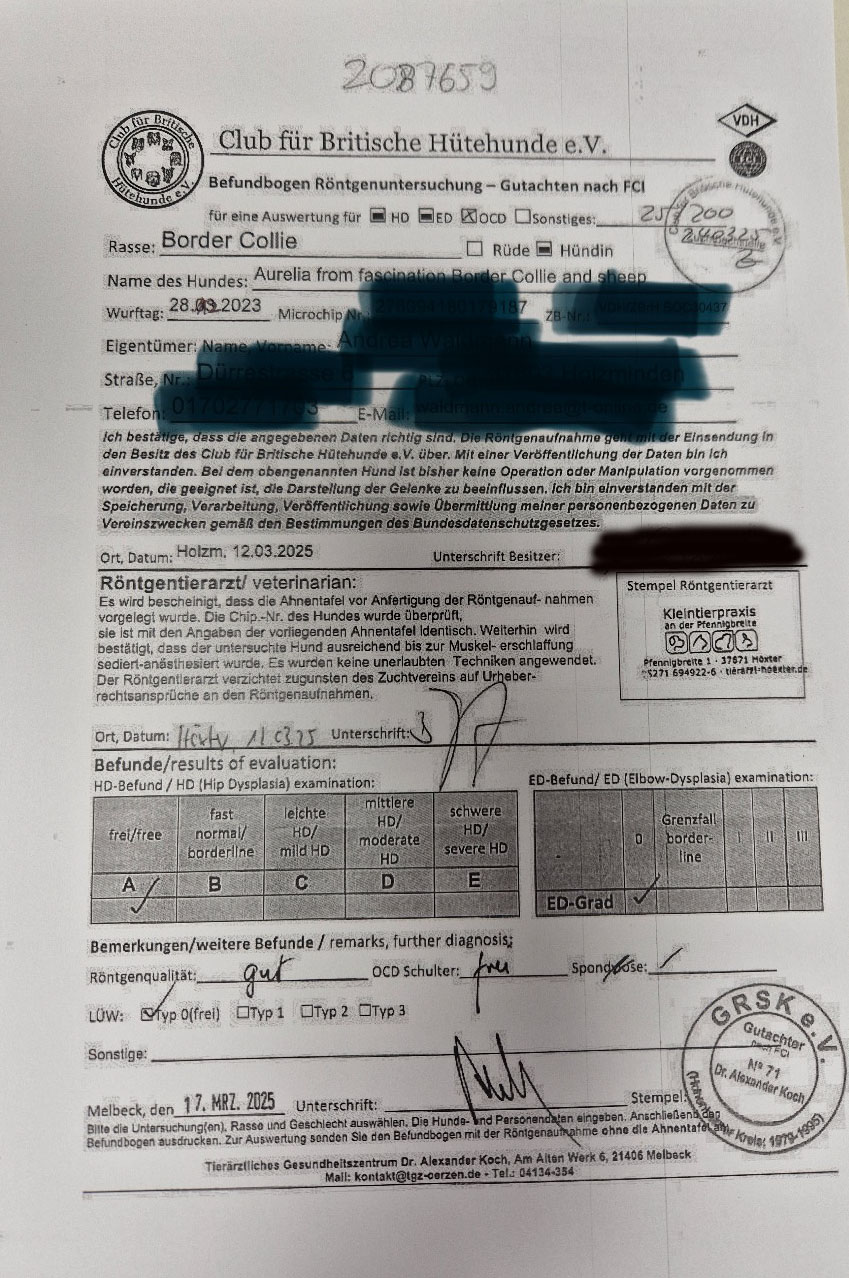 2087659
Club für Britische Hütehunde e.V.
VDH
Club für Britische Hütehunde e.V.
Befundbogen Röntgenuntersuchung – Gutachten nach FCI
für eine Auswertung für HD ED OCD Sonstiges:
25/200
240325
Rasse: Border Collie Rüde Hündin
Name des Hundes: Aurelia from fascination Border Collie and sheep
Wurftag: 28.09.2023 Microchip Nr. ZB-Nr.:
Eigentümer: Name, Vorname:
Straße, Nr.: PLZ
Telefon: E-Mail:
Ich bestätige, dass die angegebenen Daten richtig sind. Die Röntgenaufnahme geht mit der Einsendung in
den Besitz des Club für Britische Hütehunde e.V. über. Mit einer Veröffentlichung der Daten bin ich
einverstanden. Bei dem obengenannten Hund ist bisher keine Operation oder Manipulation vorgenommen
worden, die geeignet ist, die Darstellung der Gelenke zu beeinflussen. Ich bin einverstanden mit der
Speicherung, Verarbeitung, Veröffentlichung sowie Übermittlung meiner personenbezogenen Daten zu
Vereinszwecken gemäß den Bestimmungen des Bundesdatenschutzgesetzes.
Ort, Datum: Holzm, 12.03.2025 Unterschrift Besitzer:
Röntgentierarzt/ veterinarian:
Es wird bescheinigt, dass die Ahnentafel vor Anfertigung der Röntgenauf- nahmen
vorgelegt wurde. Die Chip.-Nr. des Hundes wurde überprüft,
sie ist mit den Angaben der vorliegenden Ahnentafel identisch. Weiterhin wird
bestätigt, dass der untersuchte Hund ausreichend bis zur Muskel- erschlaffung
sediert-anästhesiert wurde. Es wurden keine unerlaubten Techniken angewendet.
Der Röntgentierarzt verzichtet zugunsten des Zuchtvereins auf Urheber-
rechtsansprüche an den Röntgenaufnahmen.
Stempel Röntgentierarzt
Kleintierpraxis
an der Pfennigbreite
Pfennigbreite 1 · 37671 Höxter
5271 694922-6 · tierarzt-hoexter.de
Ort, Datum: Höxter, 110325 Unterschrift:
Befunde/results of evaluation:
HD-Befund / HD (Hip Dysplasia) examination:
frei/free
fast normal/ borderline
leichte HD/ mild HD
mittlere HD/ moderate HD
schwere HD/ severe HD
A B C D E
ED-Befund/ ED (Elbow-Dysplasia) examination:
0
Grenzfall border- line
I II III
ED-Grad
Bemerkungen/weitere Befunde / remarks, further diagnosis:
Röntgenqualität: gut OCD Schulter: frei Spondylose: /
LÜW: Typ 0(frei) Typ 1 Typ 2 Typ 3
Sonstige:
GRSK e.V.
Gutachter
nach FCI
Nº 71
Dr. Alexander Koch
Melbeck, den 17. MRZ. 2025 Unterschrift: Stempel:
Bitte die Untersuchung(en), Rasse und Geschlecht auswählen. Die Hunde- und Personendaten eingeben. Anschließend den
Befundbogen ausdrucken. Zur Auswertung senden Sie den Befundbogen mit der Röntgenaufnahme ohne die Ahnentafel
Tierärztliches Gesundheitszentrum Dr. Alexander Koch, Am Alten Werk 6, 21406 Melbeck
Mail: kontakt@tgz-oerzen.de - Tel.: 04134-354